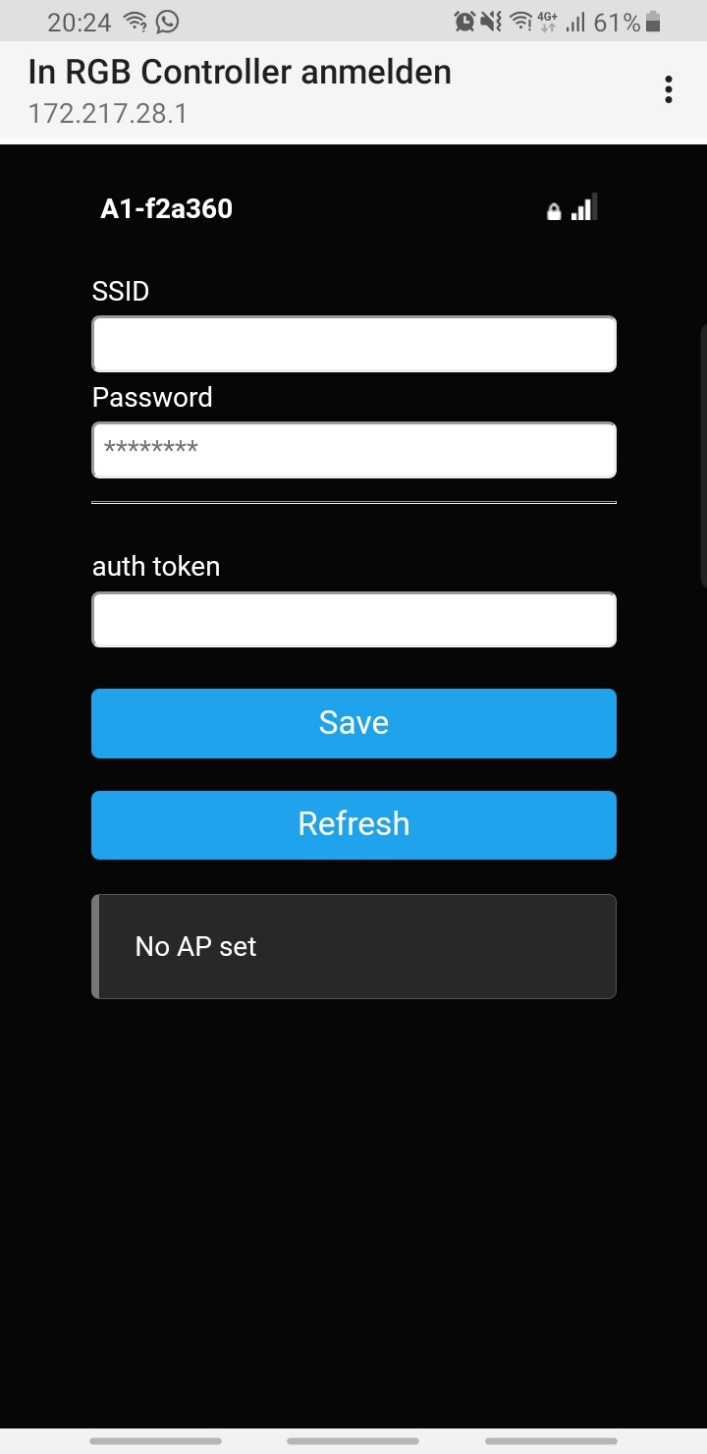 20:24 4G+ 61%
In RGB Controller anmelden
172.217.28.1
A1-f2a360
SSID
Password
********
auth token
Save
Refresh
No AP set